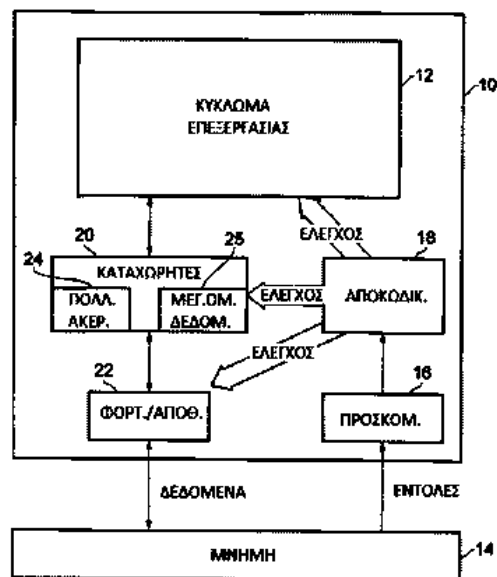 12
10
ΚΥΚΛΩΜΑ
ΕΠΕΞΕΡΓΑΣΙΑΣ
ΕΛΕΓΧΟΣ
20
25
18
24
ΚΑΤΑΧΩΡΗΤΕΣ
ΠΟΛΛ.
ΑΚΕΡ.
ΜΕΓ.ΟΜ.
ΔΕΔΟΜ.
ΕΛΕΓΧΟΣ
ΑΠΟΚΩΔΙΚ.
ΕΛΕΓΧΟΣ
22
16
ΦΟΡΤ./ΑΠΟΘ.
ΠΡΟΣΚΟΜ.
ΔΕΔΟΜΕΝΑ
ΕΝΤΟΛΕΣ
ΜΝΗΜΗ
14